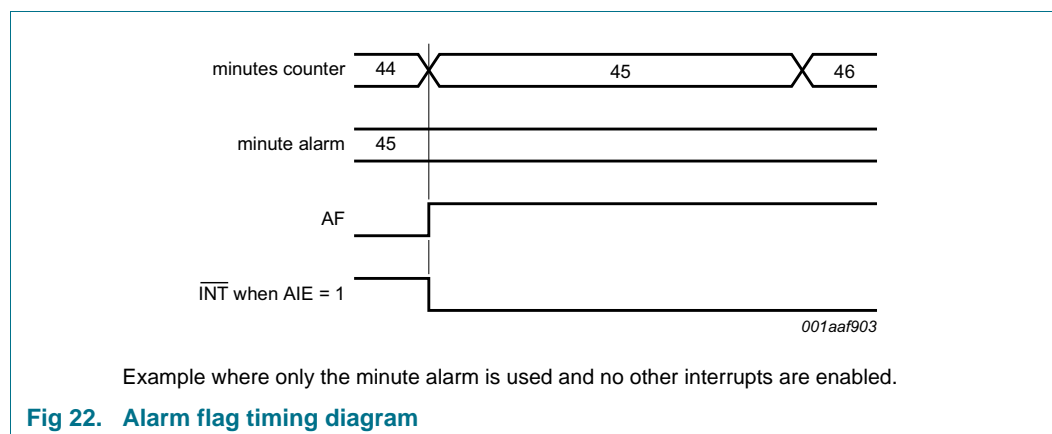 minutes counter 44 45 46
minute alarm 45
AF
INT when AIE = 1
001aaf903
Example where only the minute alarm is used and no other interrupts are enabled.
Fig 22. Alarm flag timing diagram